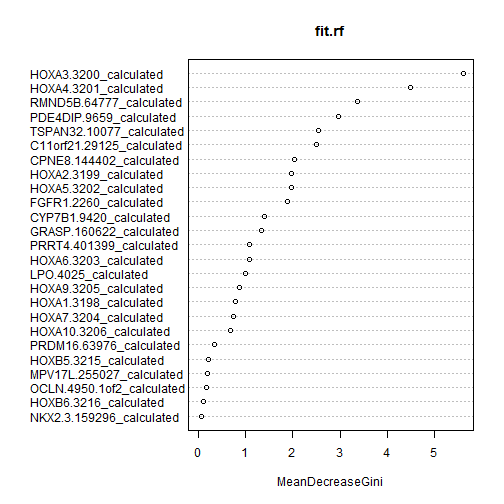 fit.rf
HOXA3.3200_calculated
HOXA4.3201_calculated
RMND5B.64777_calculated
PDE4DIP.9659_calculated
TSPAN32.10077_calculated
C11orf21.29125_calculated
CPNE8.144402_calculated
HOXA2.3199_calculated
HOXA5.3202_calculated
FGFR1.2260_calculated
CYP7B1.9420_calculated
GRASP.160622_calculated
PRRT4.401399_calculated
HOXA6.3203_calculated
LPO.4025_calculated
HOXA9.3205_calculated
HOXA1.3198_calculated
HOXA7.3204_calculated
HOXA10.3206_calculated
PRDM16.63976_calculated
HOXB5.3215_calculated
MPV17L.255027_calculated
OCLN.4950.1of2_calculated
HOXB6.3216_calculated
NKX2.3.159296_calculated
0 1 2 3 4 5
MeanDecreaseGini